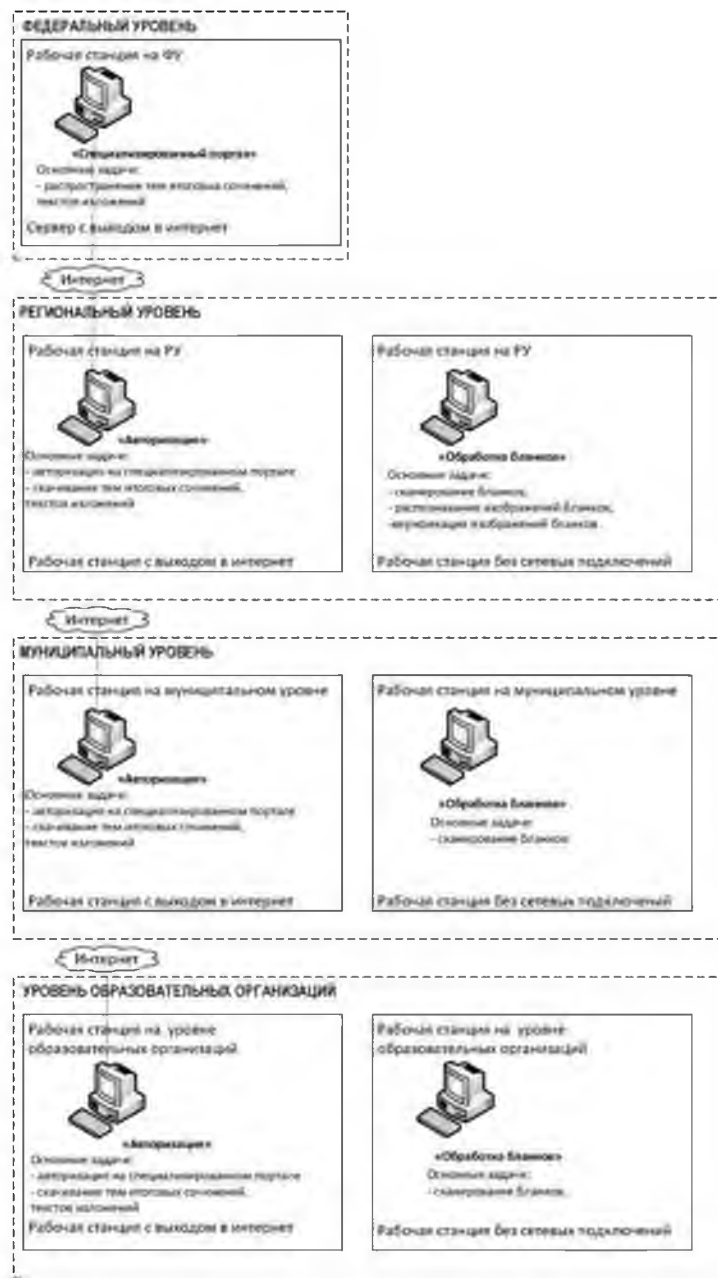 ФЕДЕРАЛЬНЫЙ УРОВЕНЬ
Рабочая станция на ФУ
«Специализированный портал»
Основные задачи:
- распространение тем итоговых сочинений,
текстов изложений
Сервер с выходом в интернет
Интернет
РЕГИОНАЛЬНЫЙ УРОВЕНЬ
Рабочая станция на РУ
«Авторизация»
Основные задачи:
- авторизация на специализированном портале
- скачивание тем итоговых сочинений,
текстов изложений
Рабочая станция с выходом в интернет
Рабочая станция на РУ
«Обработка бланков»
Основные задачи:
- сканирование бланков,
- распознавание изображений бланков,
-верификация изображений бланков
Рабочая станция без сетевых подключений
Интернет
МУНИЦИПАЛЬНЫЙ УРОВЕНЬ
Рабочая станция на муниципальном уровне
«Авторизация»
Основные задачи:
- авторизация на специализированном портале
- скачивание тем итоговых сочинений,
текстов изложений
Рабочая станция с выходом в интернет
Рабочая станция на муниципальном уровне
«Обработка бланков»
Основные задачи:
- сканирование бланков
Рабочая станция без сетевых подключений
Интернет
УРОВЕНЬ ОБРАЗОВАТЕЛЬНЫХ ОРГАНИЗАЦИЙ
Рабочая станция на уровне
образовательных организаций
«Авторизация»
Основные задачи:
- авторизация на специализированном портале
- скачивание тем итоговых сочинений,
текстов изложений
Рабочая станция с выходом в интернет
Рабочая станция на уровне
образовательных организаций
«Обработка бланков»
Основные задачи:
- сканирование бланков,
Рабочая станция без сетевых подключений